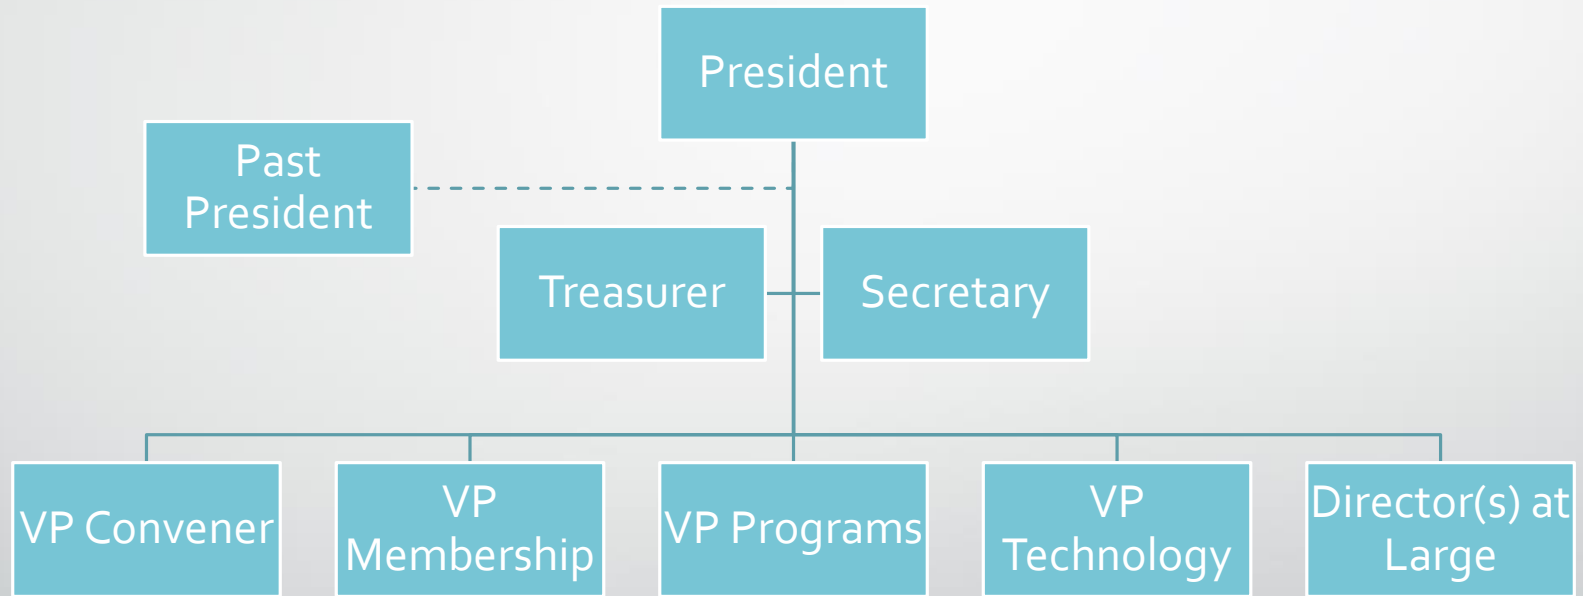 President
Past
President
Treasurer
Secretary
VP Convener
VP
Membership
VP Programs
VP
Technology
Director(s) at
Large